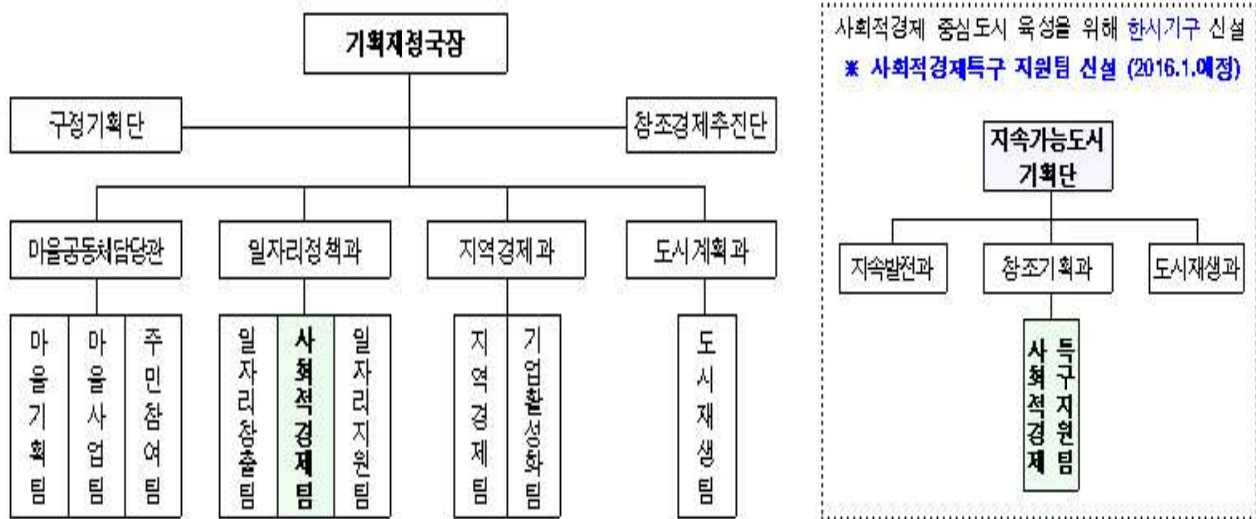 기획재정국장
구정기획단
창조경제추진단
마을공동체담당관
일자리정책과
지역경제과
도시계획과
마을기획팀
마을사업팀
주민참여팀
일자리창출팀
사회적경제팀
일자리지원팀
지역경제팀
기업활성화팀
도시재생팀
사회적경제 중심도시 육성을 위해 한시기구 신설
※ 사회적경제특구 지원팀 신설 (2016.1.예정)
지속가능도시
기획단
지속발전과
창조기획과
도시재생과
사회적경제
특구지원팀